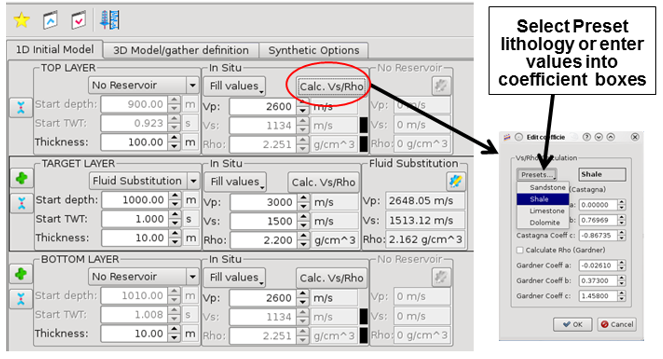 Select Preset
lithology or enter
values into
coefficient boxes
1D Initial Model 3D Model/gather definition Synthetic Options
TOP LAYER In Situ No Reservoir
No Reservoir Fill values Calc. Vs/Rho
Start depth: 900.00 m Vp: 2600 m/s Vp: 0 m/s
Start TWT: 0.923 s Vs: 1134 m/s Vs: 0 m/s
Thickness: 100.00 m Rho: 2.251 g/cm^3 Rho: 0 g/cm^3
TARGET LAYER In Situ Fluid Substitution
Fluid Substitution Fill values Calc. Vs/Rho
Start depth: 1000.00 m Vp: 3000 m/s Vp: 2648.05 m/s
Start TWT: 1.000 s Vs: 1500 m/s Vs: 1513.12 m/s
Thickness: 10.00 m Rho: 2.200 g/cm^3 Rho: 2.162 g/cm^3
BOTTOM LAYER In Situ No Reservoir
No Reservoir Fill values Calc. Vs/Rho
Start depth: 1010.00 m Vp: 2600 m/s Vp: 0 m/s
Start TWT: 1.008 s Vs: 1134 m/s Vs: 0 m/s
Thickness: 10.00 m Rho: 2.251 g/cm^3 Rho: 0 g/cm^3
Edit coefficie
Vs/Rho Calculation
Presets... Shale
Sandstone (Castagna)
Shale a: 0.00000
Limestone b: 0.76969
Dolomite
Castagna Coeff c: -0.86735
Calculate Rho (Gardner)
Gardner Coeff a: -0.02610
Gardner Coeff b: 0.37300
Gardner Coeff c: 1.45800
OK Cancel